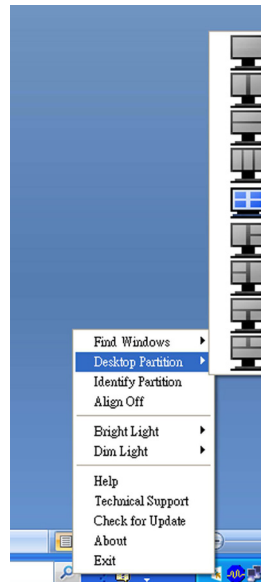 Find Windows
Desktop Partition
Identify Partition
Align Off
Bright Light
Dim Light
Help
Technical Support
Check for Update
About
Exit